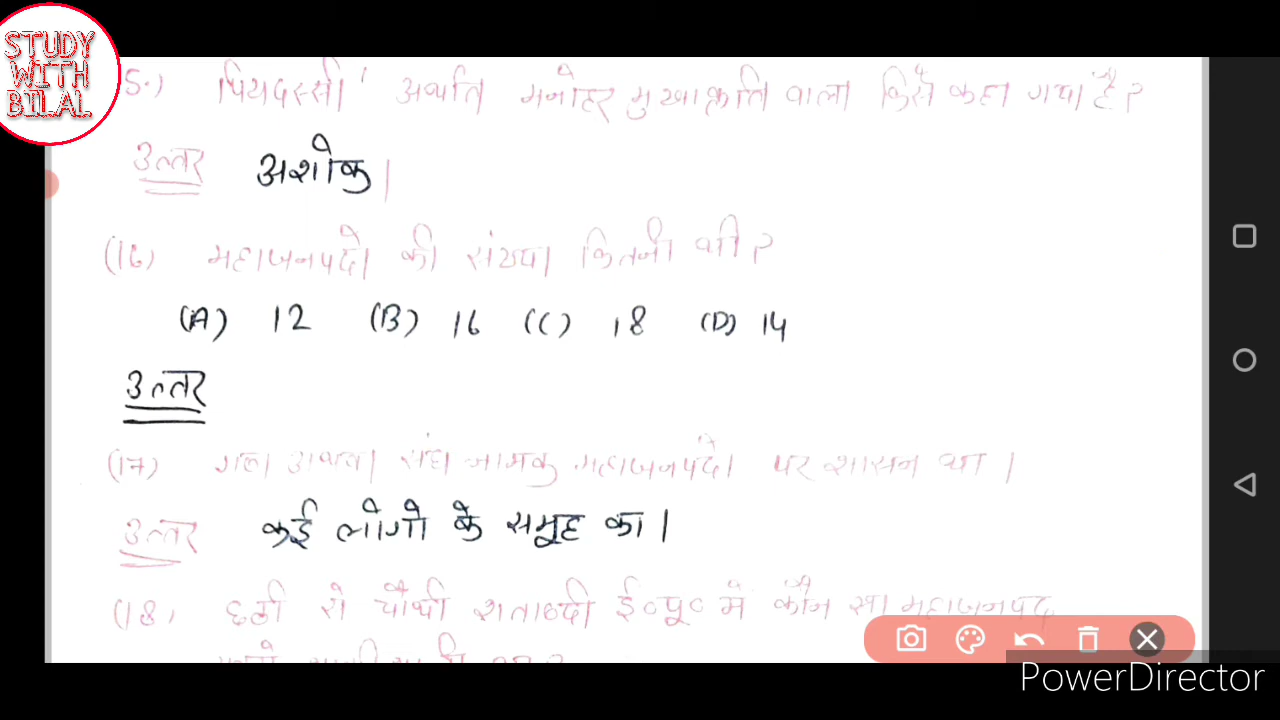 STUDY
WITH
BILAL
5.) पियदस्सी' अर्थात मनोहर मुखाकृति वाला किसे कहा गया है?
उत्तर अशोक।
(16) महाजनपदो की संख्या कितनी थी?
(A) 12 (B) 16 (C) 18 (D) 14
उत्तर
(17) अथवा संघ नामक महाजनपदो पर शासन था।
उत्तर कई लोगो के समूह का।
(18) छठी से चौथी शताब्दी ई०पू० में कौन सा महाजनपद
PowerDirector